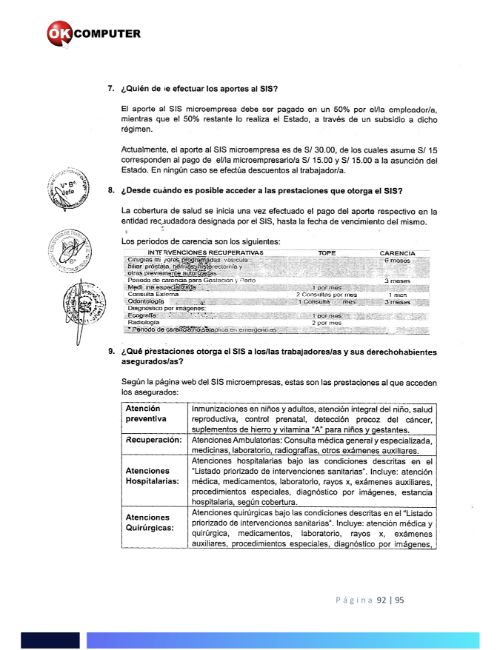 OK COMPUTER
7. ¿Quién de e efectuar los aportes al SIS?
El aporte al SIS microempresa debe ser pagado en un 50% por el/la empleador/a,
mientras que el 50% restante lo realiza el Estado, a través de un subsidio a dicho
régimen.
Actualmente, el aporte al SIS microempresa es de S/ 30.00, de los cuales asume S/ 15
corresponden al pago de el/la microempresario/a S/ 15.00 y S/ 15.00 a la asunción del
Estado. En ningún caso se efectúa descuentos al trabajador/a.
V° B°
8. ¿Desde cuándo es posible acceder a las prestaciones que otorga el SIS?
La cobertura de salud se inicia una vez efectuado el pago del aporte respectivo en la
entidad recaudadora designada por el SIS, hasta la fecha de vencimiento del mismo.
Los periodos de carencia son los siguientes:
INTERVENCIONES RECUPERATIVAS TOPE CARENCIA
Cirugías programadas 6 meses
otros previamente
Periodo de carencia para Gestación y Parto 3 meses
1 por mes
Consulta Externa 2 Consultas por mes 1 mes
Odontología 1 Consulta mes 3 meses
Diagnóstico por imágenes:
Ecografía 1 por mes
Radiología 2 por mes
* Periodo de carencia en emergencias
9. ¿Qué prestaciones otorga el SIS a los/las trabajadores/as y sus derechohabientes
asegurados/as?
Según la página web del SIS microempresas, estas son las prestaciones al que acceden
los asegurados:
Atención preventiva Inmunizaciones en niños y adultos, atención integral del niño, salud
reproductiva, control prenatal, detección precoz del cáncer,
suplementos de hierro y vitamina "A" para niños y gestantes.
Recuperación: Atenciones Ambulatorias: Consulta médica general y especializada,
medicinas, laboratorio, radiografías, otros exámenes auxiliares.
Atenciones Hospitalarias: Atenciones hospitalarias bajo las condiciones descritas en el
"Listado priorizado de intervenciones sanitarias". Incluye: atención
médica, medicamentos, laboratorio, rayos x, exámenes auxiliares,
procedimientos especiales, diagnóstico por imágenes, estancia
hospitalaria, según cobertura.
Atenciones Quirúrgicas: Atenciones quirúrgicas bajo las condiciones descritas en el "Listado
priorizado de intervenciones sanitarias". Incluye: atención médica y
quirúrgica, medicamentos, laboratorio, rayos x, exámenes
auxiliares, procedimientos especiales, diagnóstico por imágenes,
Página 92 | 95